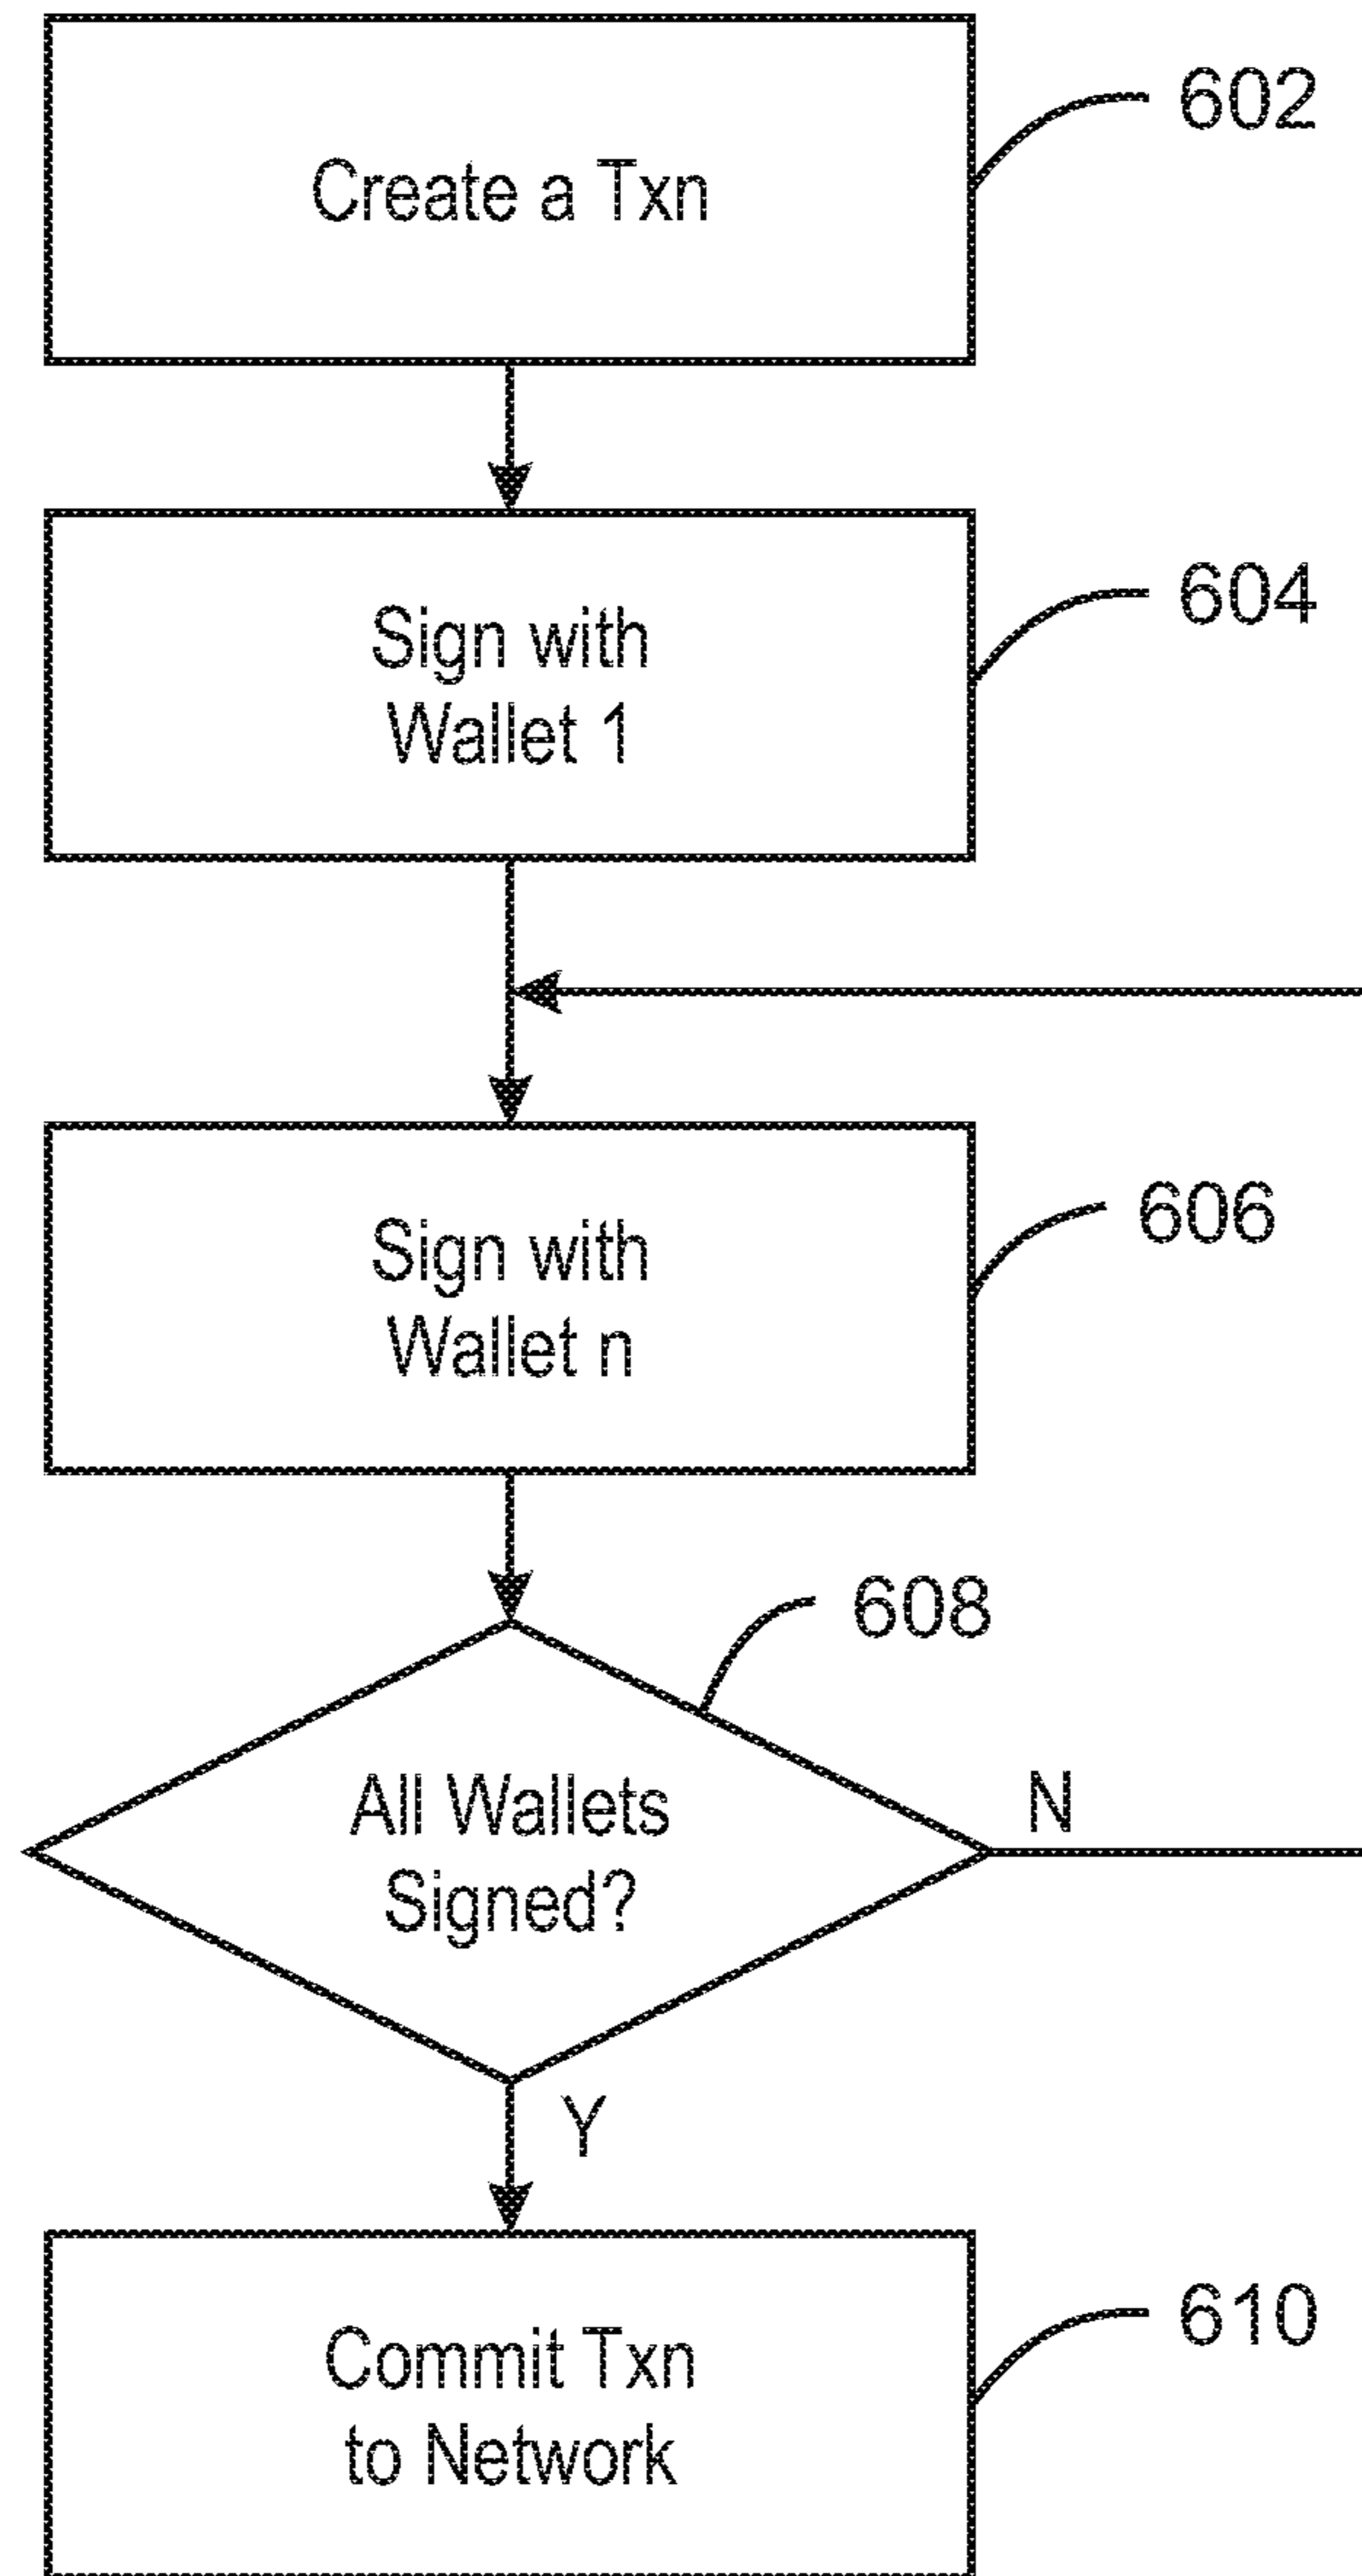 Create a Txn
602
Sign with
Wallet 1
604
Sign with
Wallet n
606
608
All Wallets
Signed?
N
Y
Commit Txn
to Network
610